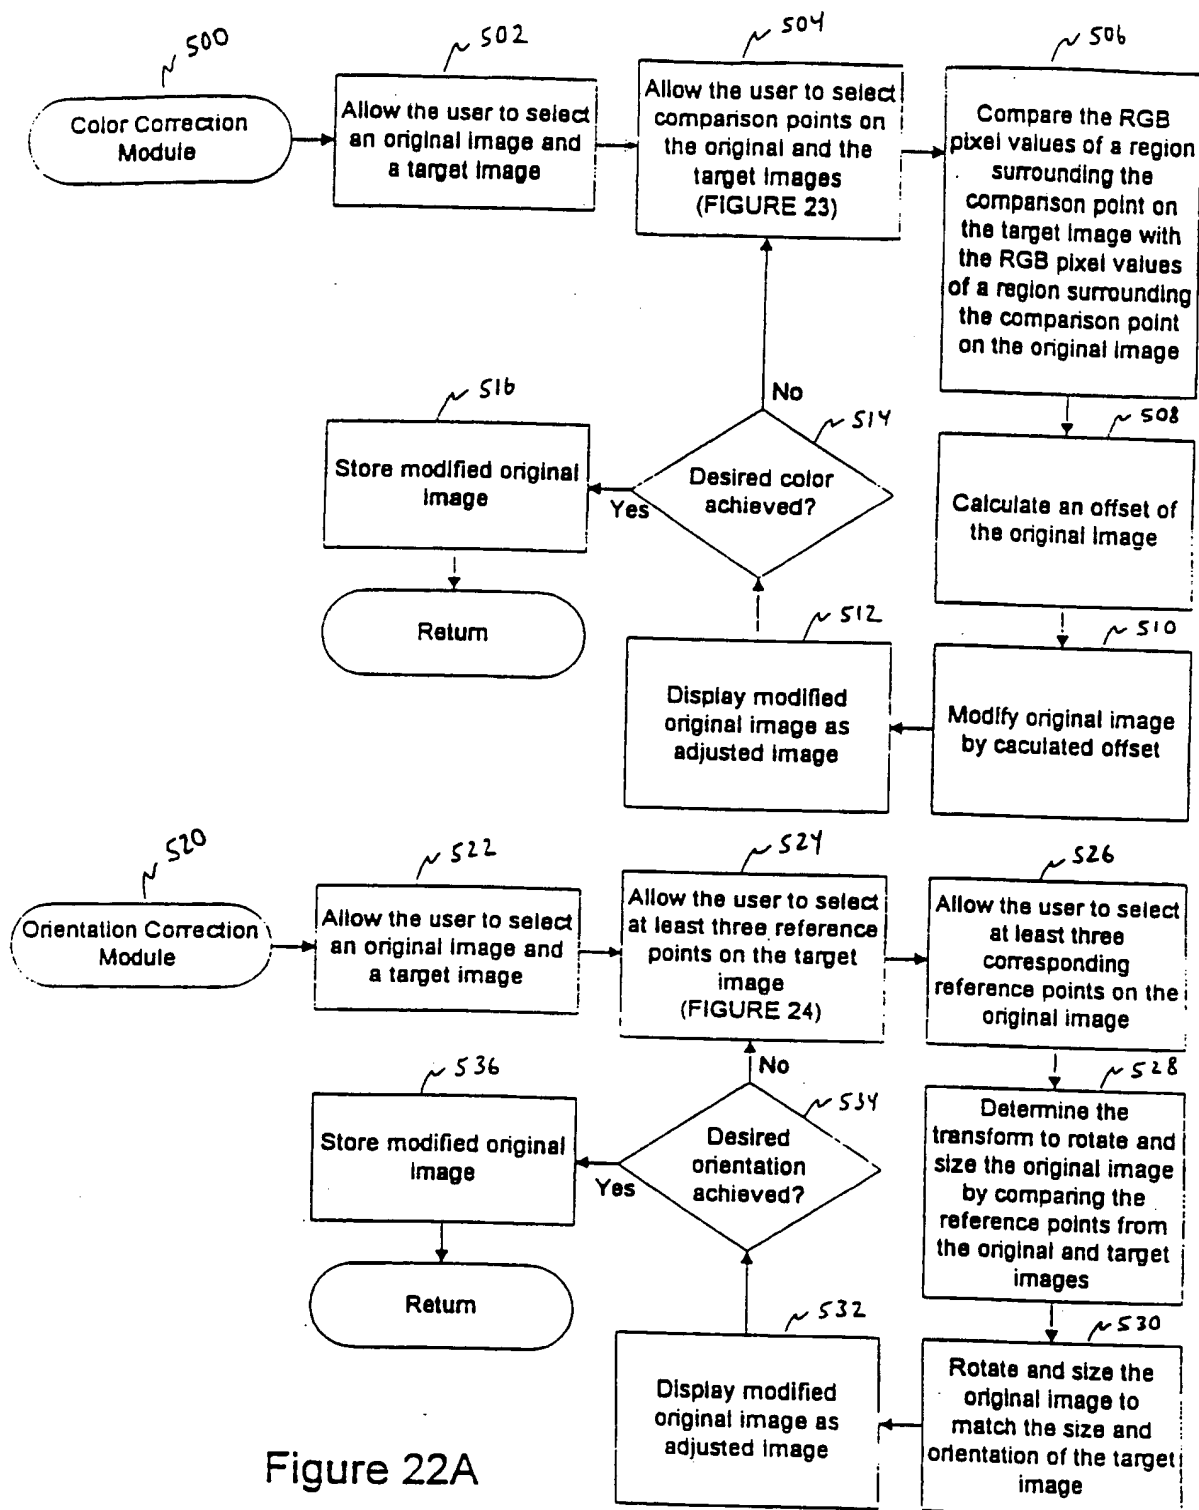 500
Color Correction
Module
502
Allow the user to select
an original image and
a target image
504
Allow the user to select
comparison points on
the original and the
target images
(FIGURE 23)
506
Compare the RGB
pixel values of a region
surrounding the
comparison point on
the target image with
the RGB pixel values
of a region surrounding
the comparison point
on the original image
508
Calculate an offset of
the original image
510
Modify original image
by caculated offset
512
Display modified
original image as
adjusted image
514
Desired color
achieved?
No
Yes
516
Store modified original
image
Return
520
Orientation Correction
Module
522
Allow the user to select
an original image and
a target image
524
Allow the user to select
at least three reference
points on the target
image
(FIGURE 24)
526
Allow the user to select
at least three
corresponding
reference points on the
original image
528
Determine the
transform to rotate and
size the original image
by comparing the
reference points from
the original and target
images
530
Rotate and size the
original image to
match the size and
orientation of the target
image
532
Display modified
original image as
adjusted image
534
Desired
orientation
achieved?
No
Yes
536
Store modified original
image
Return
Figure 22A